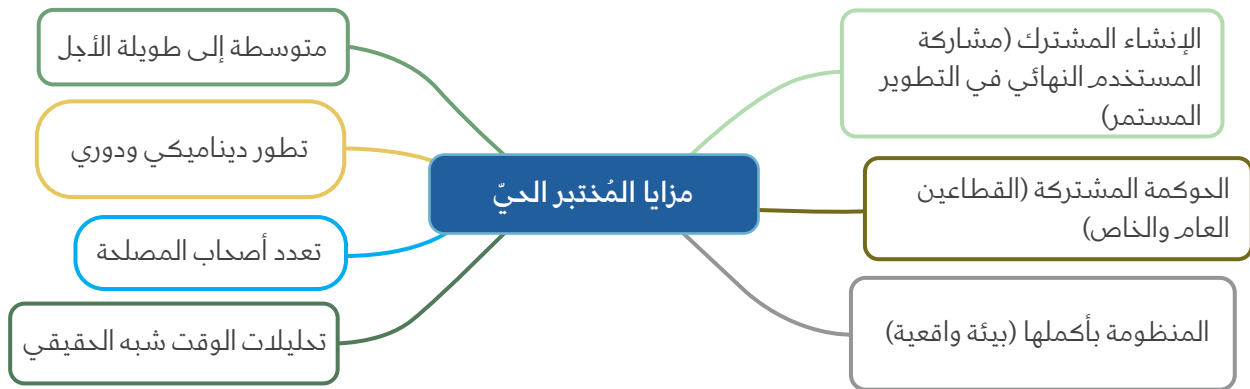 مزايا المُختبر الحيّ
الإنشاء المشترك (مشاركة
المستخدم النهائي في التطوير
المستمر)
الحوكمة المشتركة (القطاعين
العام والخاص)
المنظومة بأكملها (بيئة واقعية)
متوسطة إلى طويلة الأجل
تطور ديناميكي ودوري
تعدد أصحاب المصلحة
تحليلات الوقت شبه الحقيقي